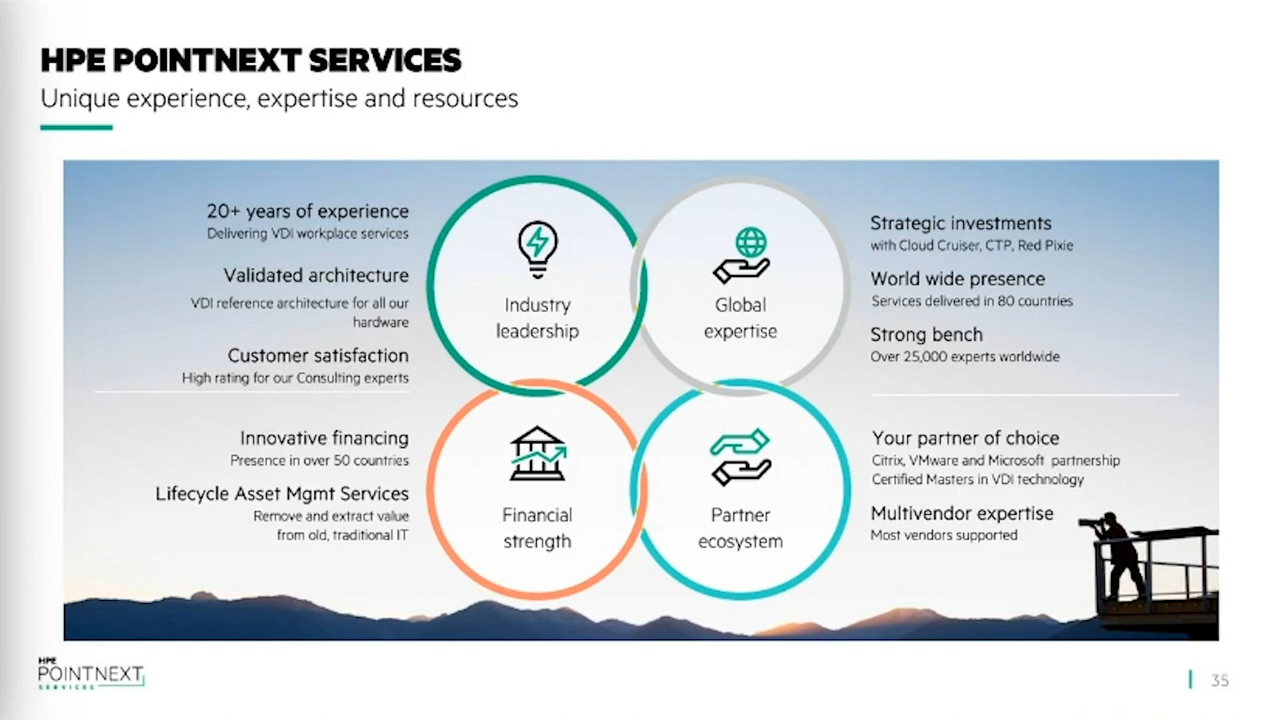 HPE POINTNEXT SERVICES
Unique experience, expertise and resources
20+ years of experience
Delivering VDI workplace services
Validated architecture
VDI reference architecture for all our
hardware
Customer satisfaction
High rating for our Consulting experts
Industry
leadership
Global
expertise
Strategic investments
with Cloud Cruiser, CTP, Red Pixie
World wide presence
Services delivered in 80 countries
Strong bench
Over 25,000 experts worldwide
Innovative financing
Presence in over 50 countries
Lifecycle Asset Mgmt Services
Remove and extract value
from old, traditional IT
Financial
strength
Partner
ecosystem
Your partner of choice
Citrix, VMware and Microsoft partnership
Certified Masters in VDI technology
Multivendor expertise
Most vendors supported
HPE
POINTNEXT
SERVICES
35